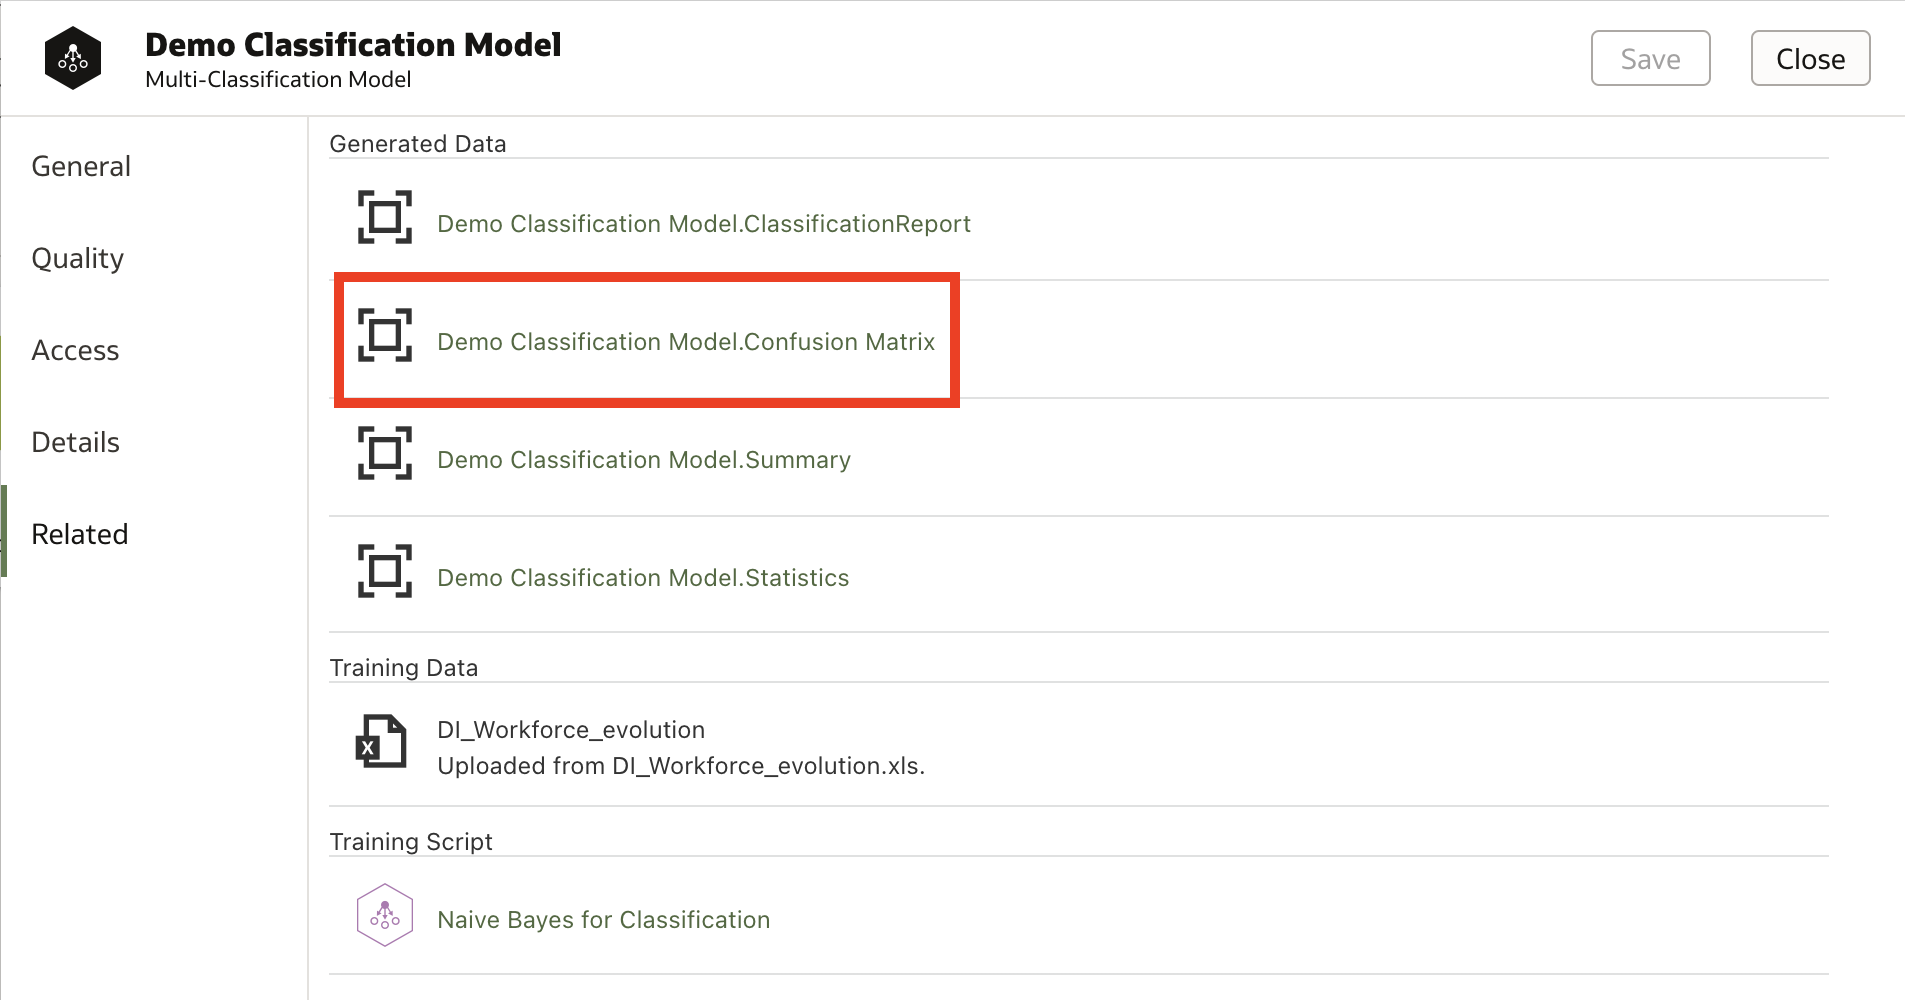 Demo Classification Model
Multi-Classification Model
Save
Close
General
Quality
Access
Details
Related
Generated Data
Demo Classification Model.ClassificationReport
Demo Classification Model.Confusion Matrix
Demo Classification Model.Summary
Demo Classification Model.Statistics
Training Data
X
DI_Workforce_evolution
Uploaded from DI_Workforce_evolution.xls.
Training Script
Naive Bayes for Classification